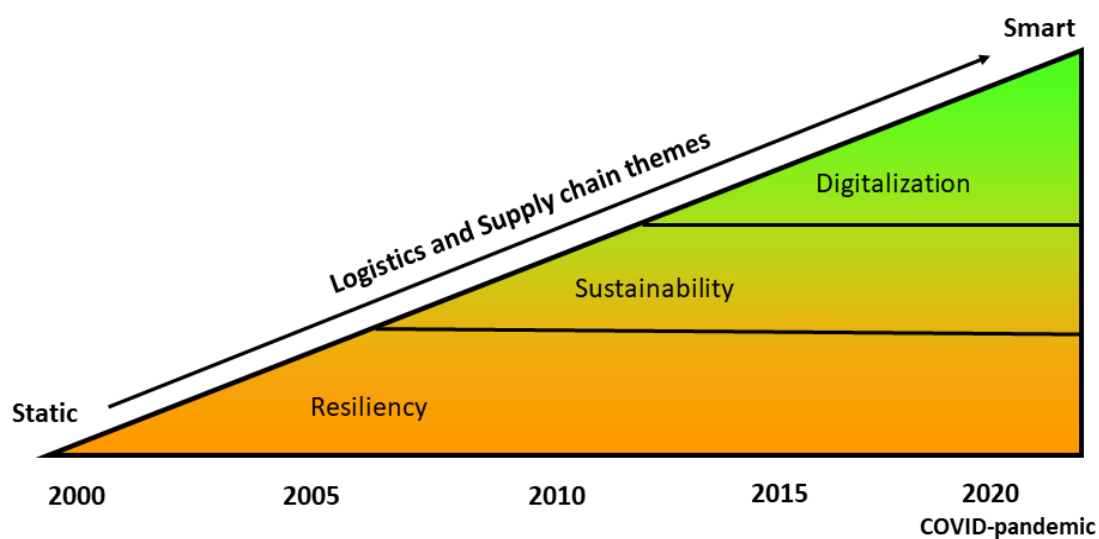 Smart
Logistics and Supply chain themes
Digitalization
Sustainability
Resiliency
Static
2000 2005 2010 2015 2020
COVID-pandemic